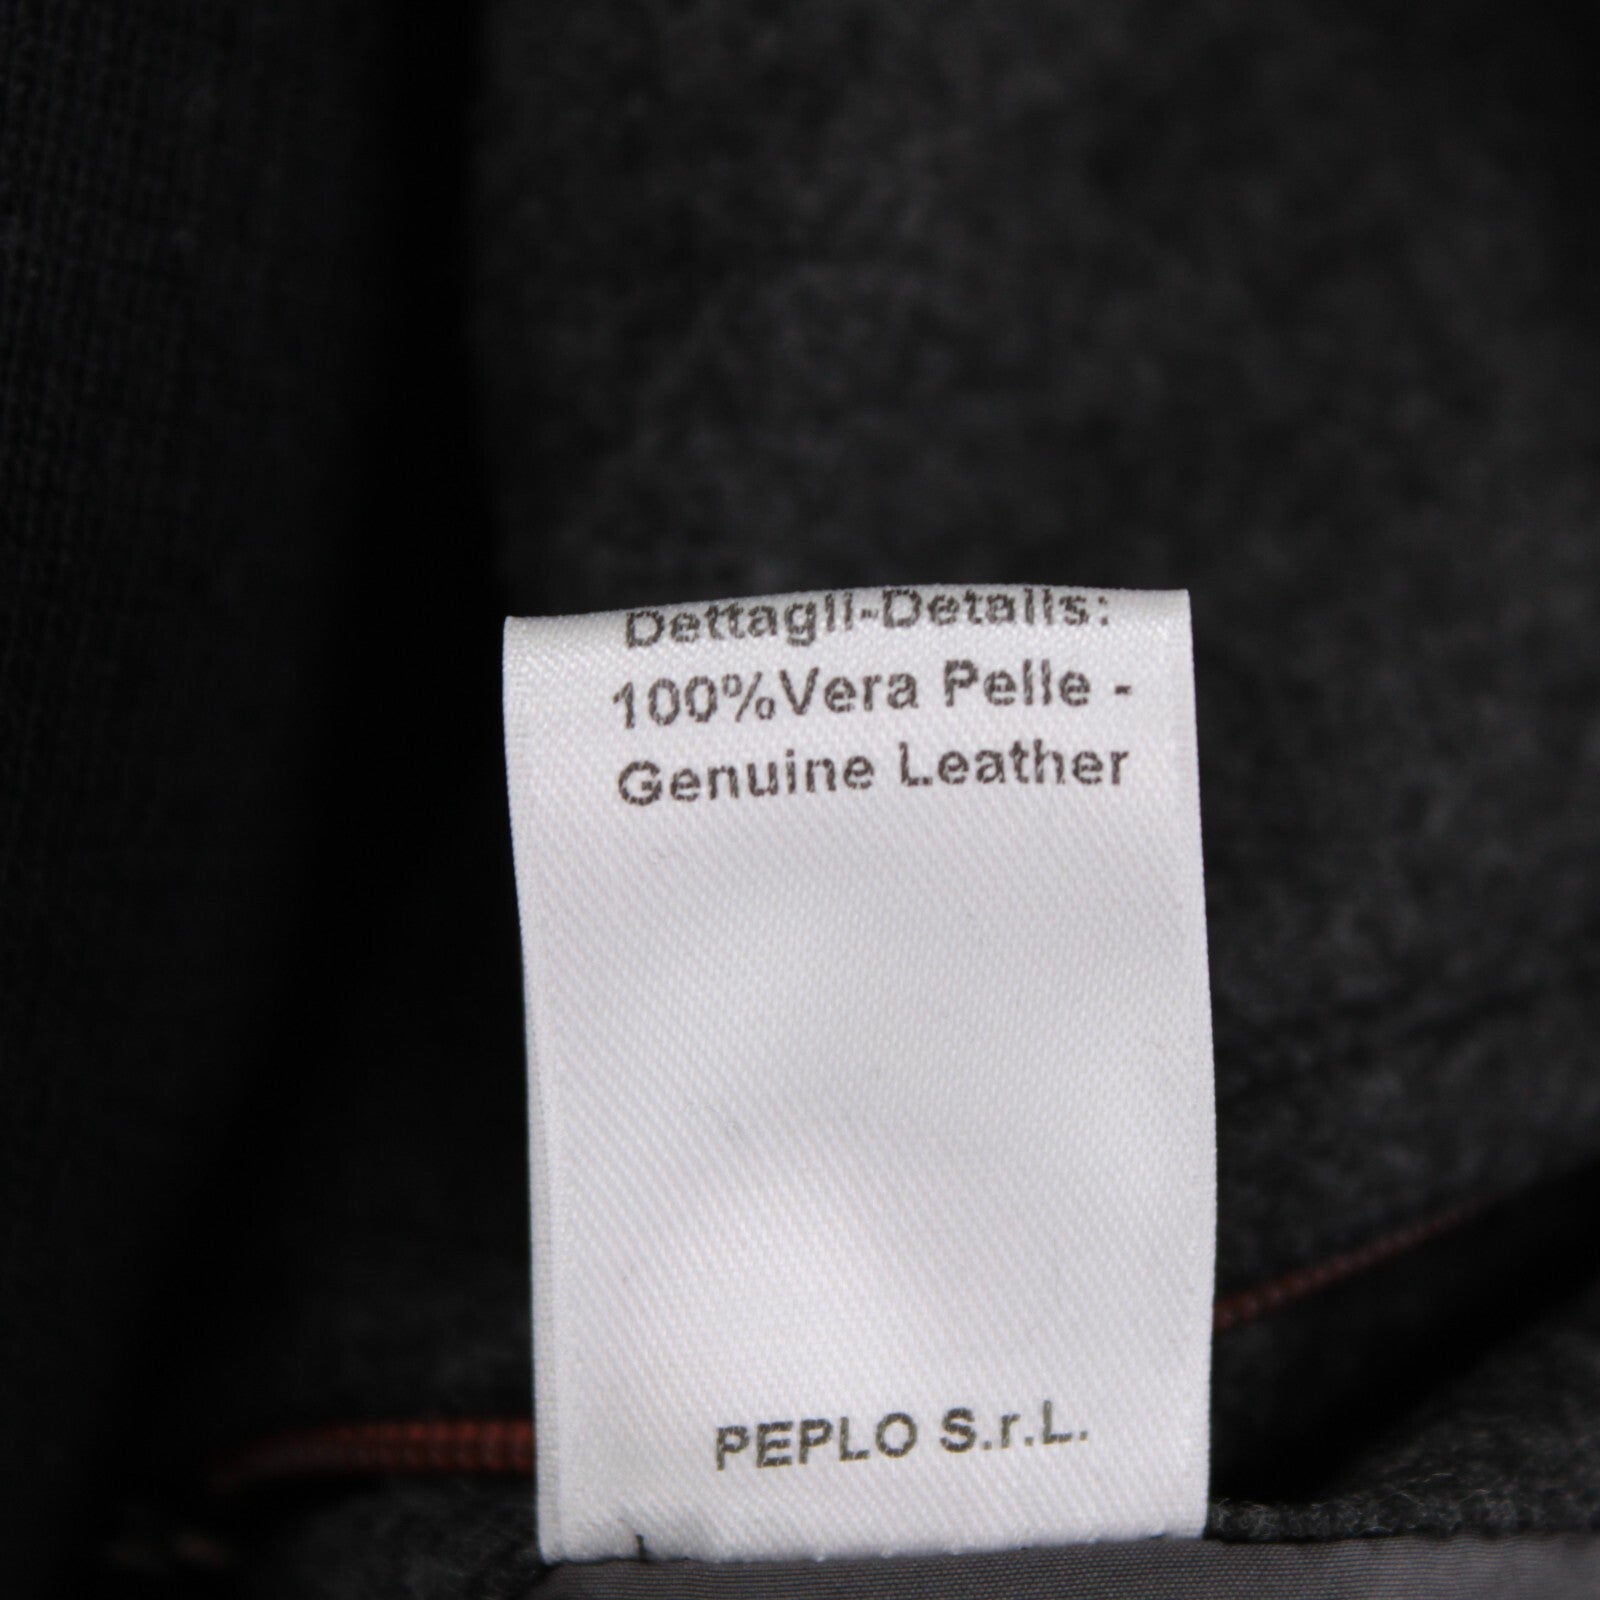 Dettagli-Details:
100%Vera Pelle -
Genuine Leather
PEPLO S.r.L.